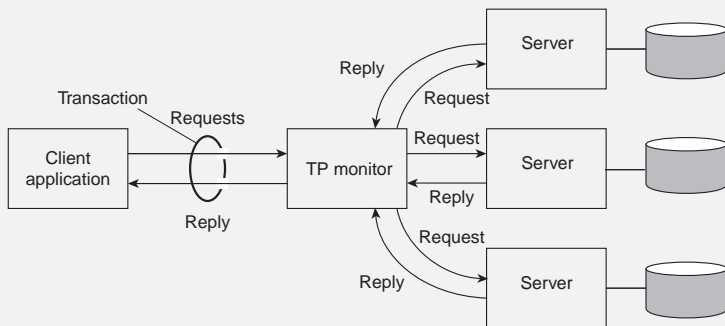 Server
Reply
Request
Transaction
Requests
Client
application
Reply
TP monitor
Request
Reply
Server
Request
Reply
Server